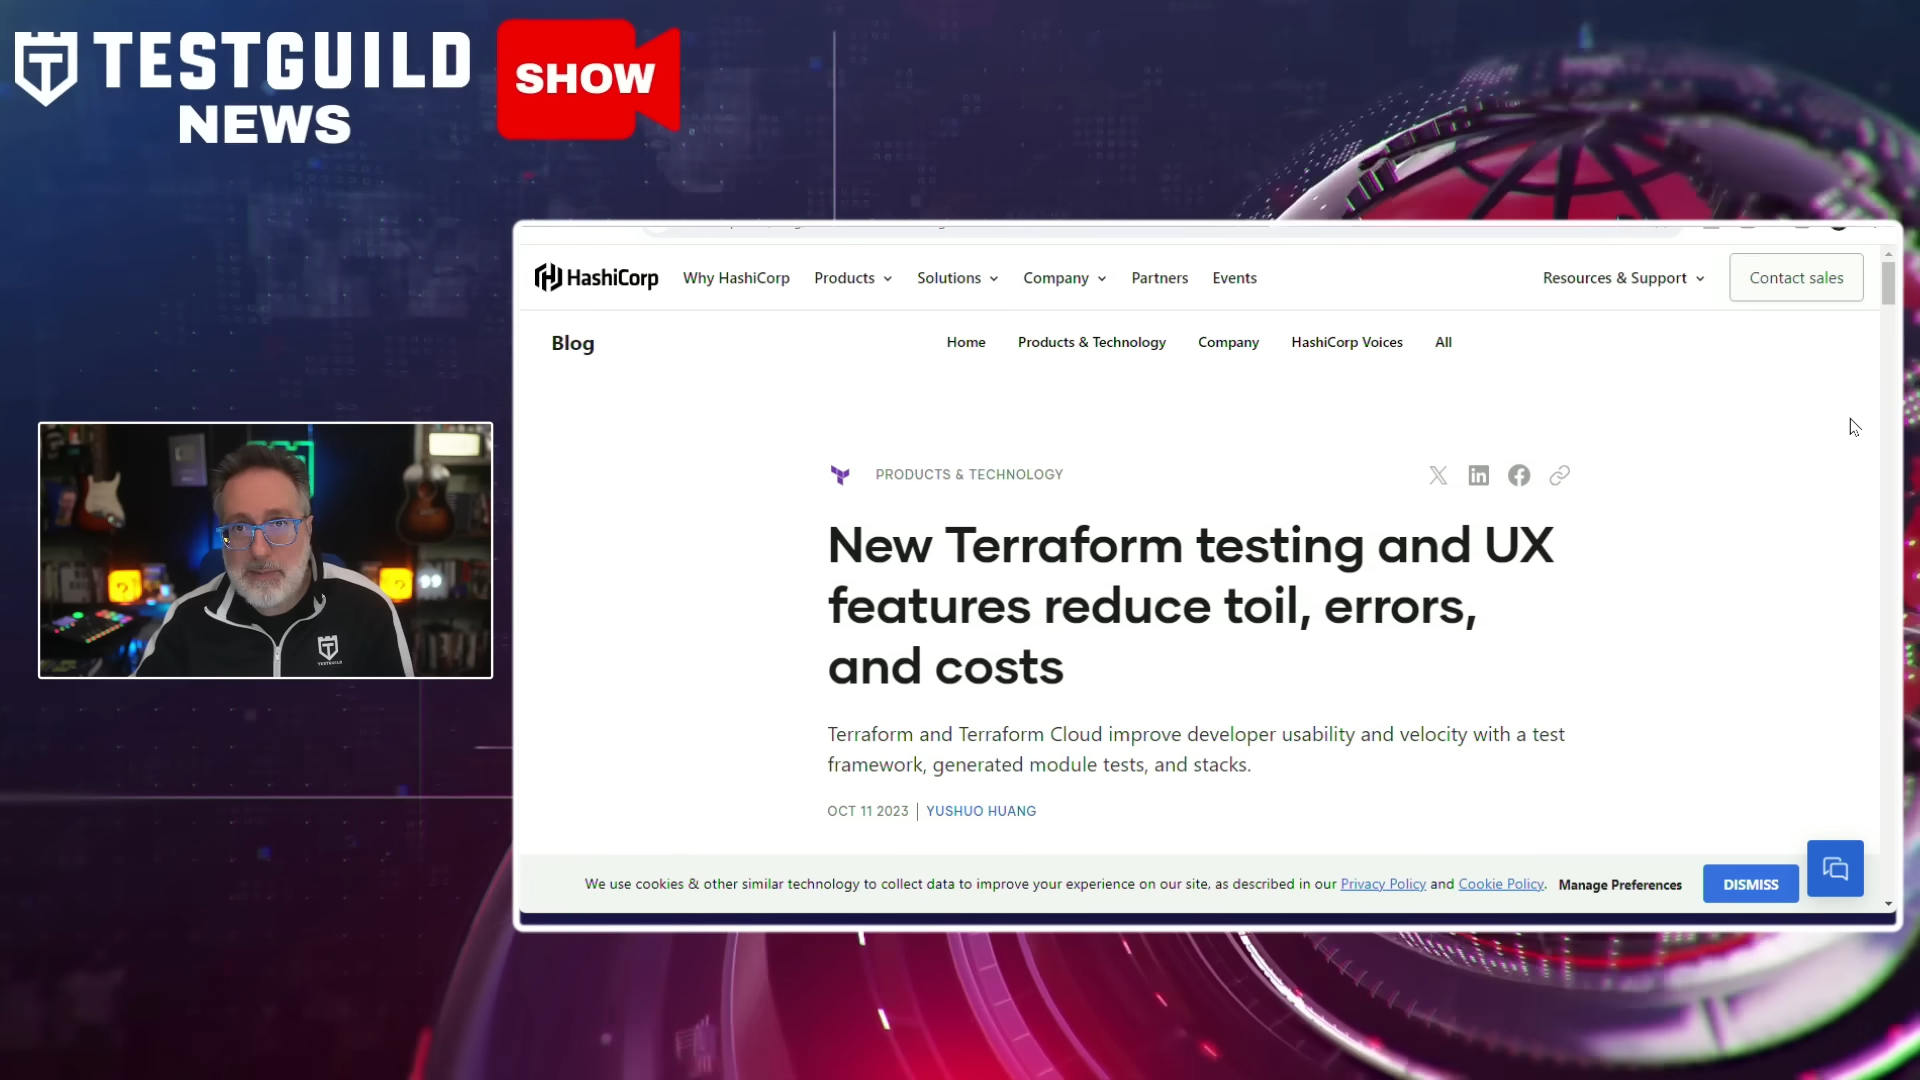 TESTGUILD
NEWS
SHOW
HashiCorp Why HashiCorp Products Solutions Company Partners Events Resources & Support Contact sales
Blog Home Products & Technology Company HashiCorp Voices All
PRODUCTS & TECHNOLOGY
New Terraform testing and UX
features reduce toil, errors,
and costs
Terraform and Terraform Cloud improve developer usability and velocity with a test
framework, generated module tests, and stacks.
OCT 11 2023 | YUSHUO HUANG
We use cookies & other similar technology to collect data to improve your experience on our site, as described in our Privacy Policy and Cookie Policy. Manage Preferences DISMISS
TESTGUILD